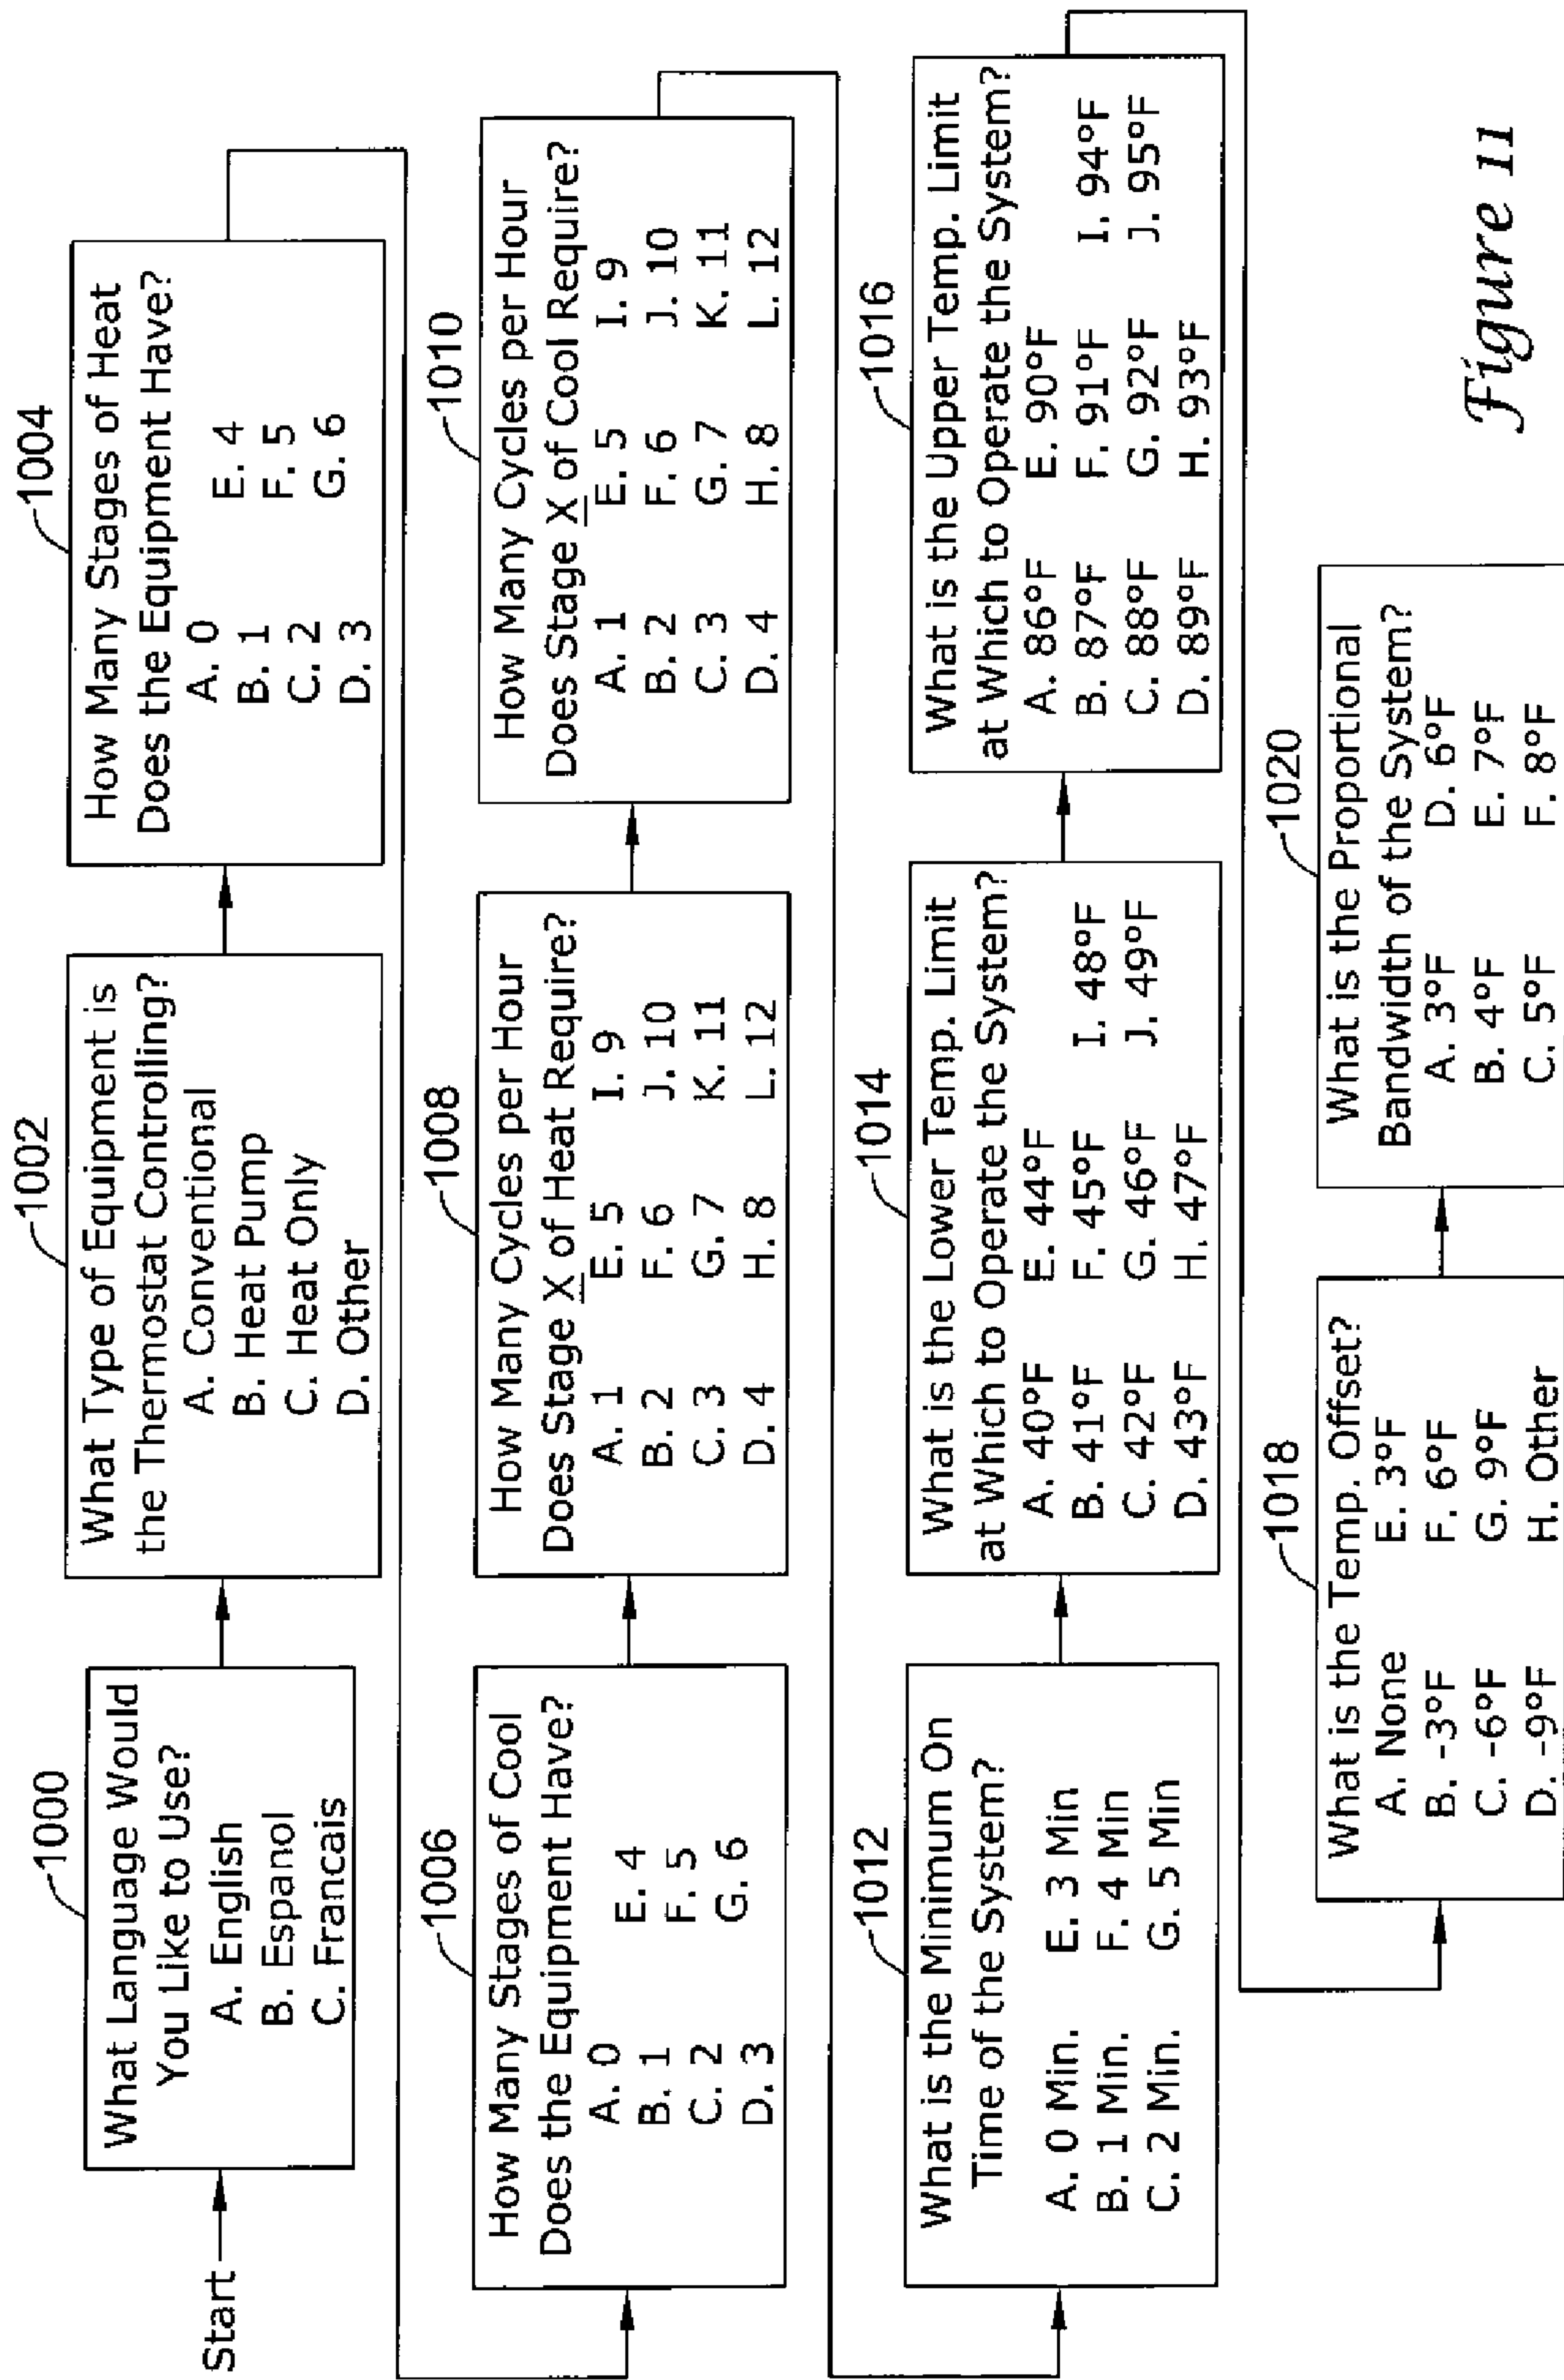 Start
1000
What Language Would
You Like to Use?
A. English
B. Espanol
C. Francais
1002
What Type of Equipment is
the Thermostat Controlling?
A. Conventional
B. Heat Pump
C. Heat Only
D. Other
1004
How Many Stages of Heat
Does the Equipment Have?
A. 0 E. 4
B. 1 F. 5
C. 2 G. 6
D. 3
1006
How Many Stages of Cool
Does the Equipment Have?
A. 0 E. 4
B. 1 F. 5
C. 2 G. 6
D. 3
1008
How Many Cycles per Hour
Does Stage X of Heat Require?
A. 1 E. 5 I. 9
B. 2 F. 6 J. 10
C. 3 G. 7 K. 11
D. 4 H. 8 L. 12
1010
How Many Cycles per Hour
Does Stage X of Cool Require?
A. 1 E. 5 I. 9
B. 2 F. 6 J. 10
C. 3 G. 7 K. 11
D. 4 H. 8 L. 12
1012
What is the Minimum On
Time of the System?
A. 0 Min. E. 3 Min
B. 1 Min. F. 4 Min
C. 2 Min. G. 5 Min
1014
What is the Lower Temp. Limit
at Which to Operate the System?
A. 40°F E. 44°F I. 48°F
B. 41°F F. 45°F J. 49°F
C. 42°F G. 46°F
D. 43°F H. 47°F
1016
What is the Upper Temp. Limit
at Which to Operate the System?
A. 86°F E. 90°F I. 94°F
B. 87°F F. 91°F J. 95°F
C. 88°F G. 92°F
D. 89°F H. 93°F
1018
What is the Temp. Offset?
A. None E. 3°F
B. -3°F F. 6°F
C. -6°F G. 9°F
D. -9°F H. Other
1020
What is the Proportional
Bandwidth of the System?
A. 3°F D. 6°F
B. 4°F E. 7°F
C. 5°F F. 8°F
Figure 11